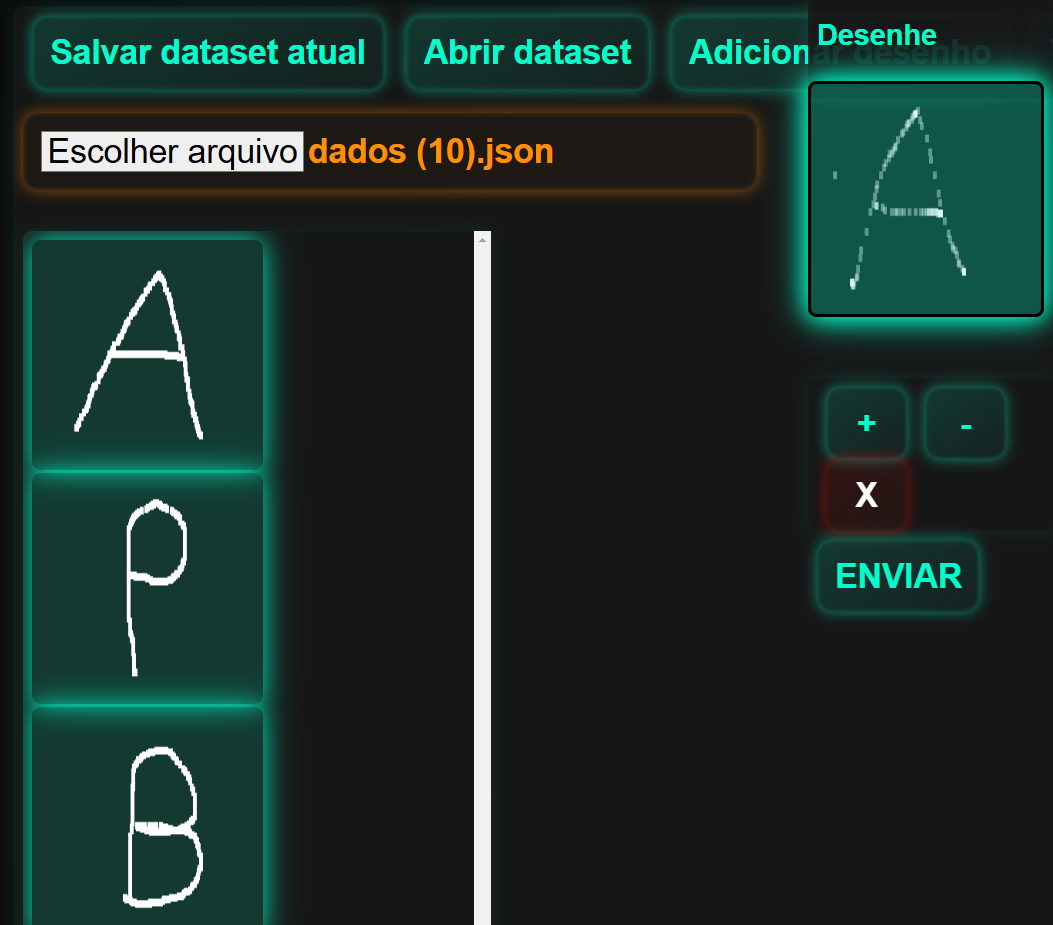 Salvar dataset atual Abrir dataset Adicionar desenho
Desenhe
Escolher arquivo dados (10).json
A
A
P
B
+ -
X
ENVIAR